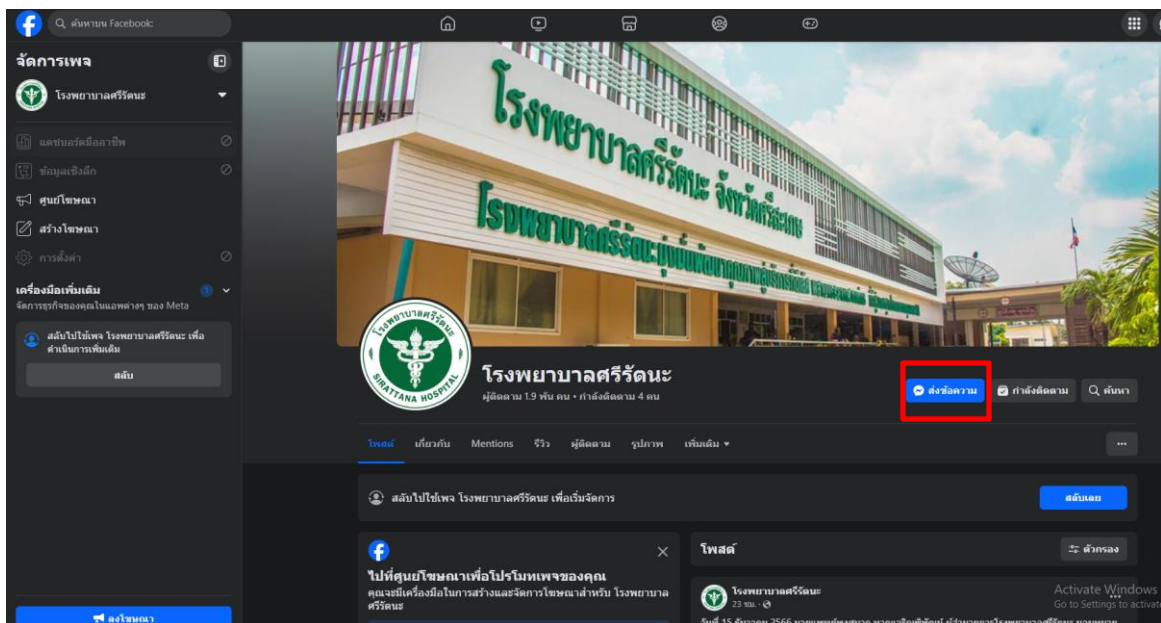 ค้นหาบน Facebook
จัดการเพจ
โรงพยาบาลศรีรัตนะ
แดชบอร์ดมืออาชีพ
ข้อมูลเชิงลึก
ศูนย์โฆษณา
สร้างโฆษณา
การตั้งค่า
เครื่องมือเพิ่มเติม
จัดการธุรกิจของคุณในแอพต่างๆ ของ Meta
สลับไปใช้เพจ โรงพยาบาลศรีรัตนะ เพื่อ
ดำเนินการเพิ่มเติม
สลับ
ลงโฆษณา
โรงพยาบาลศรีรัตนะ จังหวัดศรีสะเกษ
โรงพยาบาลศรีรัตนะมุ่งมั่นพัฒนาคุณภาพ
SIRATTANA HOSPITAL
โรงพยาบาลศรีรัตนะ
ผู้ติดตาม 1.9 พัน คน • กำลังติดตาม 4 คน
ส่งข้อความ
กำลังติดตาม
ค้นหา
โพสต์ เกี่ยวกับ Mentions รีวิว ผู้ติดตาม รูปภาพ เพิ่มเติม
สลับไปใช้เพจ โรงพยาบาลศรีรัตนะ เพื่อเริ่มจัดการ
สลับเลย
ไปที่ศูนย์โฆษณาเพื่อโปรโมทเพจของคุณ
คุณจะมีเครื่องมือในการสร้างและจัดการโฆษณาสำหรับ โรงพยาบาล
ศรีรัตนะ
โพสต์
ตัวกรอง
โรงพยาบาลศรีรัตนะ
23 ชม.
วันที่ 15 ธันวาคม 2566
Activate Windows
Go to Settings to activate